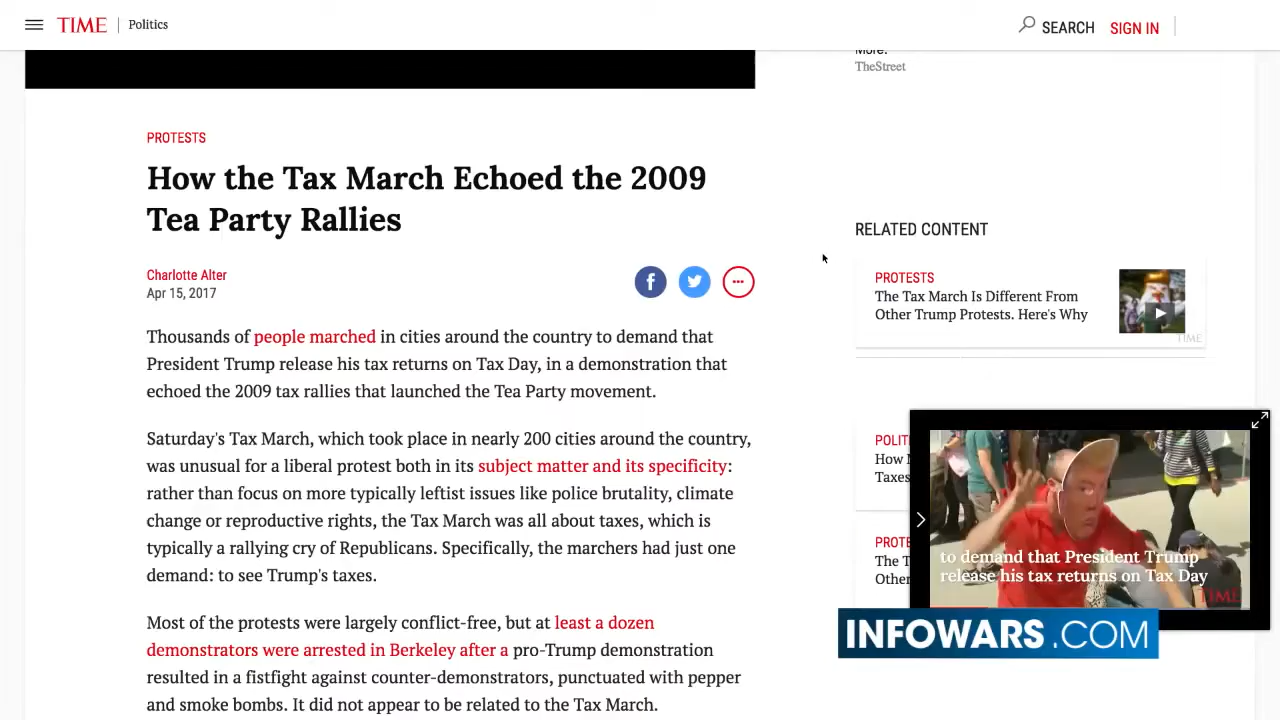 TIME
Politics
SEARCH
SIGN IN
More.
TheStreet
PROTESTS
How the Tax March Echoed the 2009
Tea Party Rallies
Charlotte Alter
Apr 15, 2017
f
Thousands of people marched in cities around the country to demand that
President Trump release his tax returns on Tax Day, in a demonstration that
echoed the 2009 tax rallies that launched the Tea Party movement.
Saturday's Tax March, which took place in nearly 200 cities around the country,
was unusual for a liberal protest both in its subject matter and its specificity:
rather than focus on more typically leftist issues like police brutality, climate
change or reproductive rights, the Tax March was all about taxes, which is
typically a rallying cry of Republicans. Specifically, the marchers had just one
demand: to see Trump's taxes.
Most of the protests were largely conflict-free, but at least a dozen
demonstrators were arrested in Berkeley after a pro-Trump demonstration
resulted in a fistfight against counter-demonstrators, punctuated with pepper
and smoke bombs. It did not appear to be related to the Tax March.
RELATED CONTENT
PROTESTS
The Tax March Is Different From
Other Trump Protests. Here's Why
TIME
POLITI
How
Taxes
PROTE
The T
Other
to demand that President Trump
release his tax returns on Tax Day
TIME
INFOWARS.COM